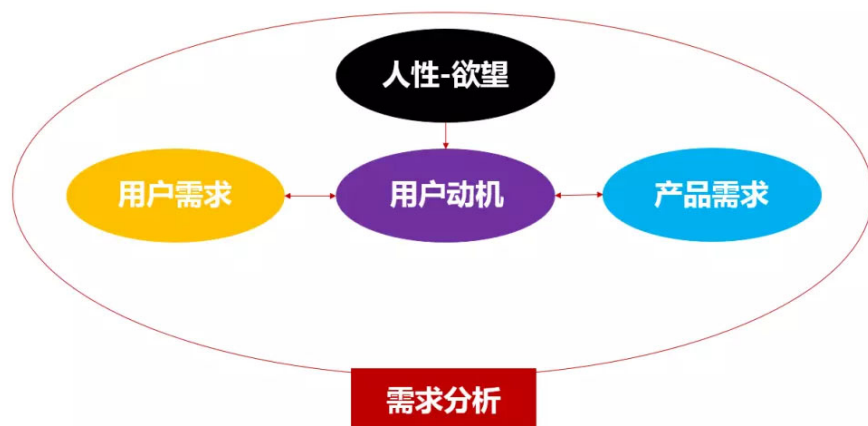 人性-欲望
用户需求
用户动机
产品需求
需求分析